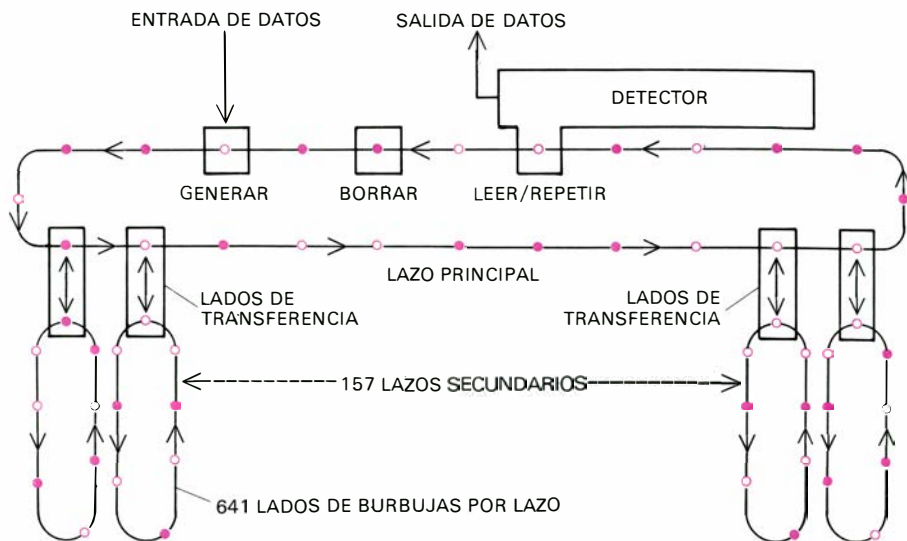 ENTRADA DE DATOS
SALIDA DE DATOS
DETECTOR
GENERAR
BORRAR
LEER/REPETIR
LAZO PRINCIPAL
LADOS DE
TRANSFERENCIA
LADOS DE
TRANSFERENCIA
157 LAZOS SECUNDARIOS
641 LADOS DE BURBUJAS POR LAZO